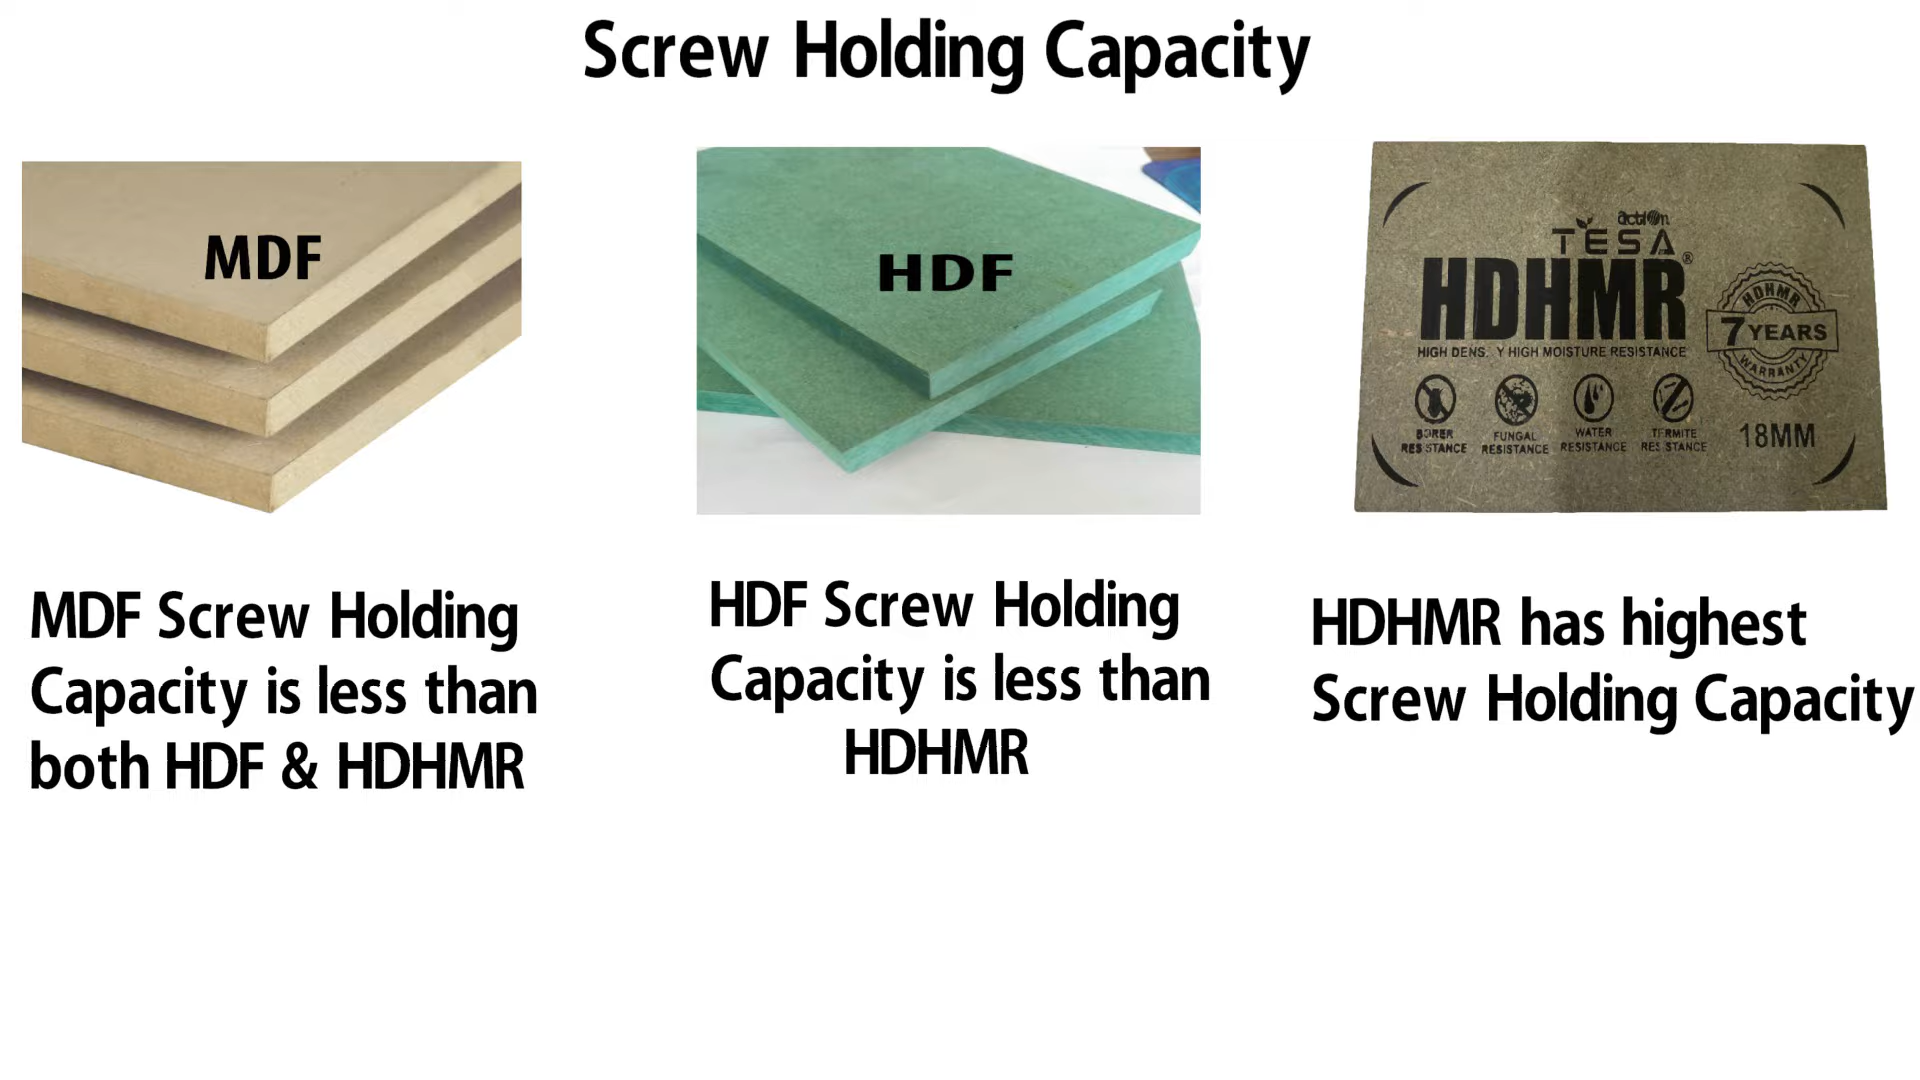 Screw Holding Capacity
MDF
HDF
action
TESA
HDHMR®
HIGH DENS. Y HIGH MOISTURE RESISTANCE
HDHMR
7 YEARS
WARRANTY
BORER
RESISTANCE
FUNGAL
RESISTANCE
WATER
RESISTANCE
TERMITE
RESISTANCE
18MM
MDF Screw Holding
Capacity is less than
both HDF & HDHMR
HDF Screw Holding
Capacity is less than
HDHMR
HDHMR has highest
Screw Holding Capacity